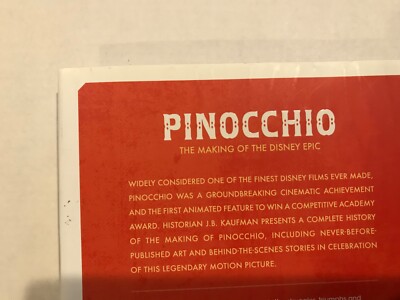 PINOCCHIO
THE MAKING OF THE DISNEY EPIC
WIDELY CONSIDERED ONE OF THE FINEST DISNEY FILMS EVER MADE,
PINOCCHIO WAS A GROUNDBREAKING CINEMATIC ACHIEVEMENT
AND THE FIRST ANIMATED FEATURE TO WIN A COMPETITIVE ACADEMY
AWARD. HISTORIAN J.B. KAUFMAN PRESENTS A COMPLETE HISTORY
OF THE MAKING OF PINOCCHIO, INCLUDING NEVER-BEFORE-
PUBLISHED ART AND BEHIND-THE-SCENES STORIES IN CELEBRATION
OF THIS LEGENDARY MOTION PICTURE.